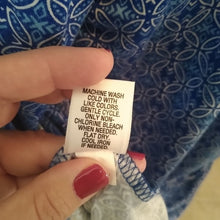 MACHINE WASH
COLD WITH
LIKE COLORS.
GENTLE CYCLE.
ONLY NON-
CHLORINE BLEACH
WHEN NEEDED.
FLAT DRY.
COOL IRON
IF NEEDED.